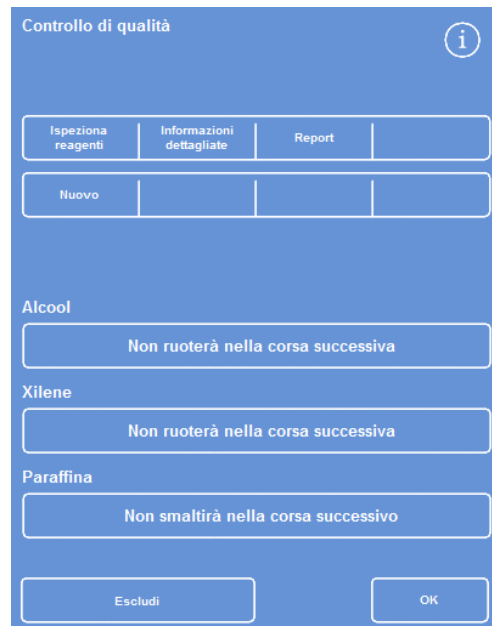 Controllo di qualità
i
Ispeziona
reagenti
Informazioni
dettagliate
Report
Nuovo
Alcool
Non ruoterà nella corsa successiva
Xilene
Non ruoterà nella corsa successiva
Paraffina
Non smaltirà nella corsa successivo
Escludi
OK